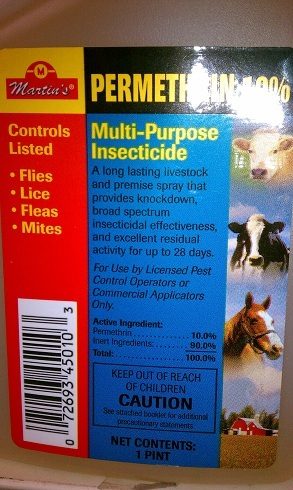 M
Martin's®
PERMETHRIN 10%
Controls
Listed
• Flies
• Lice
• Fleas
• Mites
Multi-Purpose
Insecticide
A long lasting livestock
and premise spray that
provides knockdown,
broad spectrum
insecticidal effectiveness,
and excellent residual
activity for up to 28 days.
For Use by Licensed Pest
Control Operators or
Commercial Applicators
Only.
Active Ingredient:
Permethrin................10.0%
Inert Ingredients:..........90.0%
Total:.....................100.0%
KEEP OUT OF REACH
OF CHILDREN
CAUTION
See attached booklet for additional
precautionary statements
NET CONTENTS:
1 PINT
0 72693 45010 3